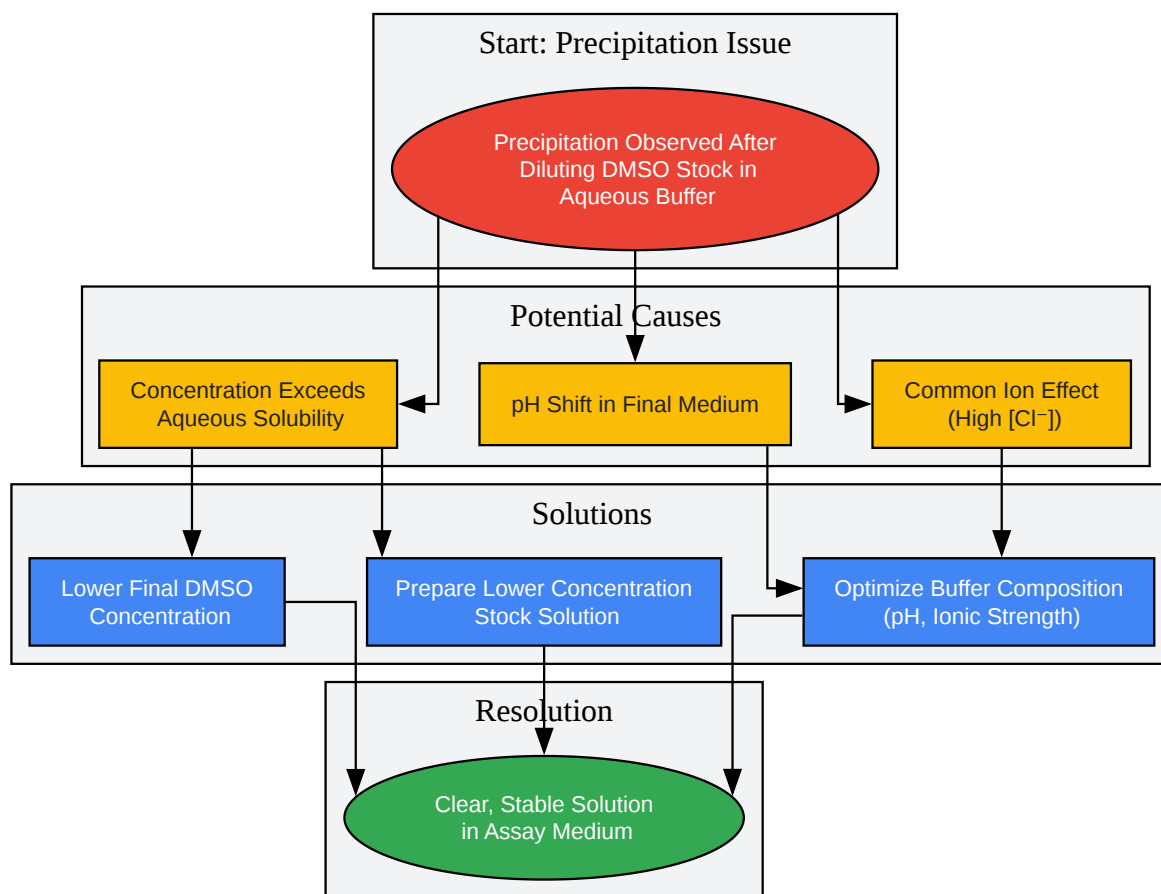 Start: Precipitation Issue
Precipitation Observed After
Diluting DMSO Stock in
Aqueous Buffer
Potential Causes
Concentration Exceeds
Aqueous Solubility
pH Shift in Final Medium
Common Ion Effect
(High [Cl⁻])
Solutions
Lower Final DMSO
Concentration
Prepare Lower Concentration
Stock Solution
Optimize Buffer Composition
(pH, Ionic Strength)
Resolution
Clear, Stable Solution
in Assay Medium